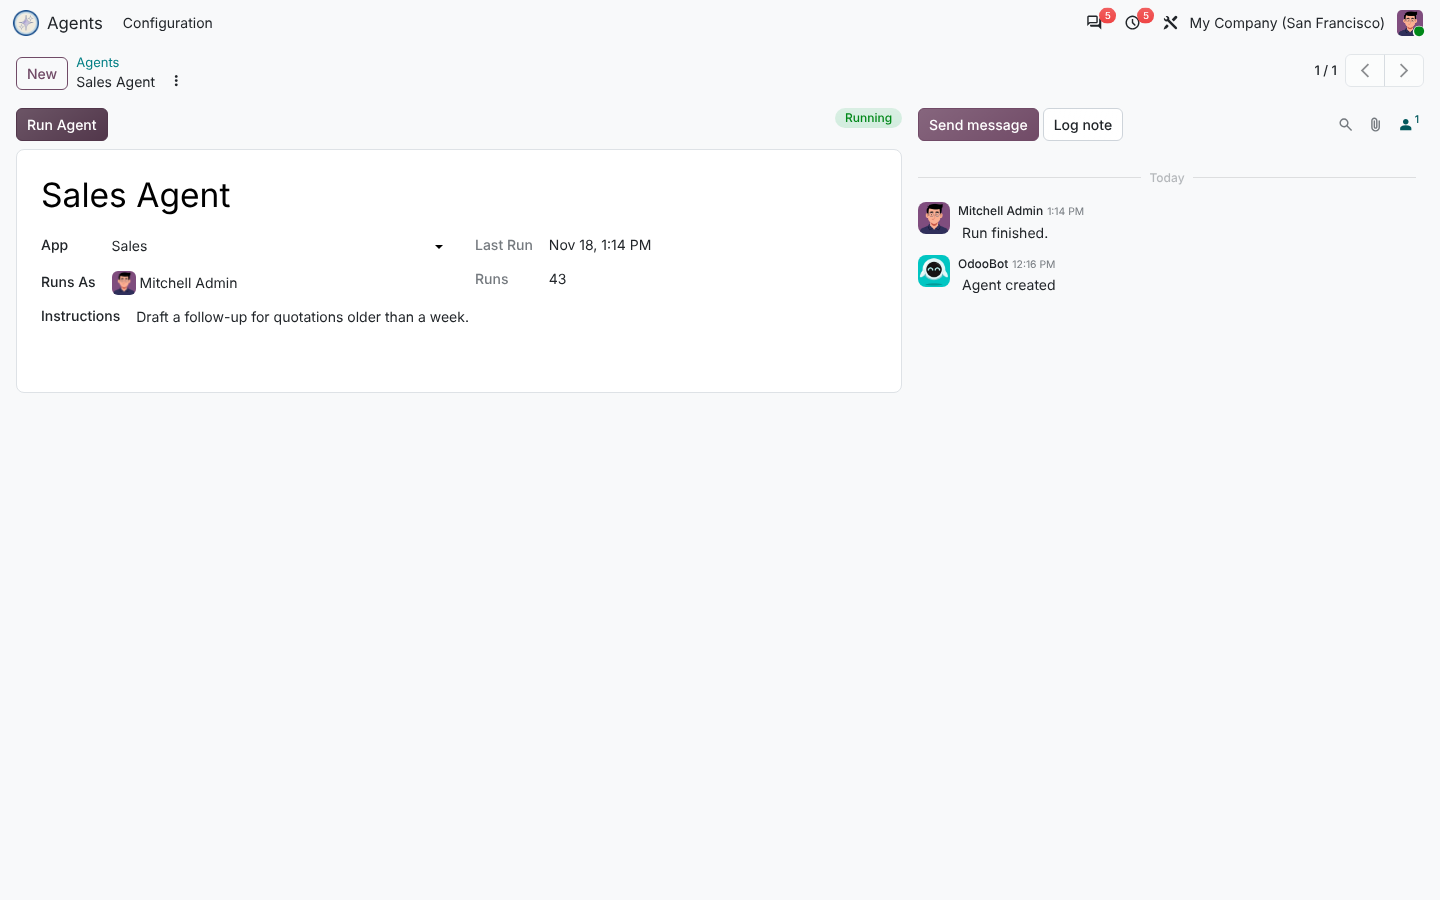 Agents
Configuration
5
5
My Company (San Francisco)
New
Agents
Sales Agent
1 / 1
Run Agent
Running
Send message
Log note
1
Sales Agent
App
Sales
Last Run
Nov 18, 1:14 PM
Runs As
Mitchell Admin
Runs
43
Instructions
Draft a follow-up for quotations older than a week.
Today
Mitchell Admin 1:14 PM
Run finished.
OdooBot 12:16 PM
Agent created